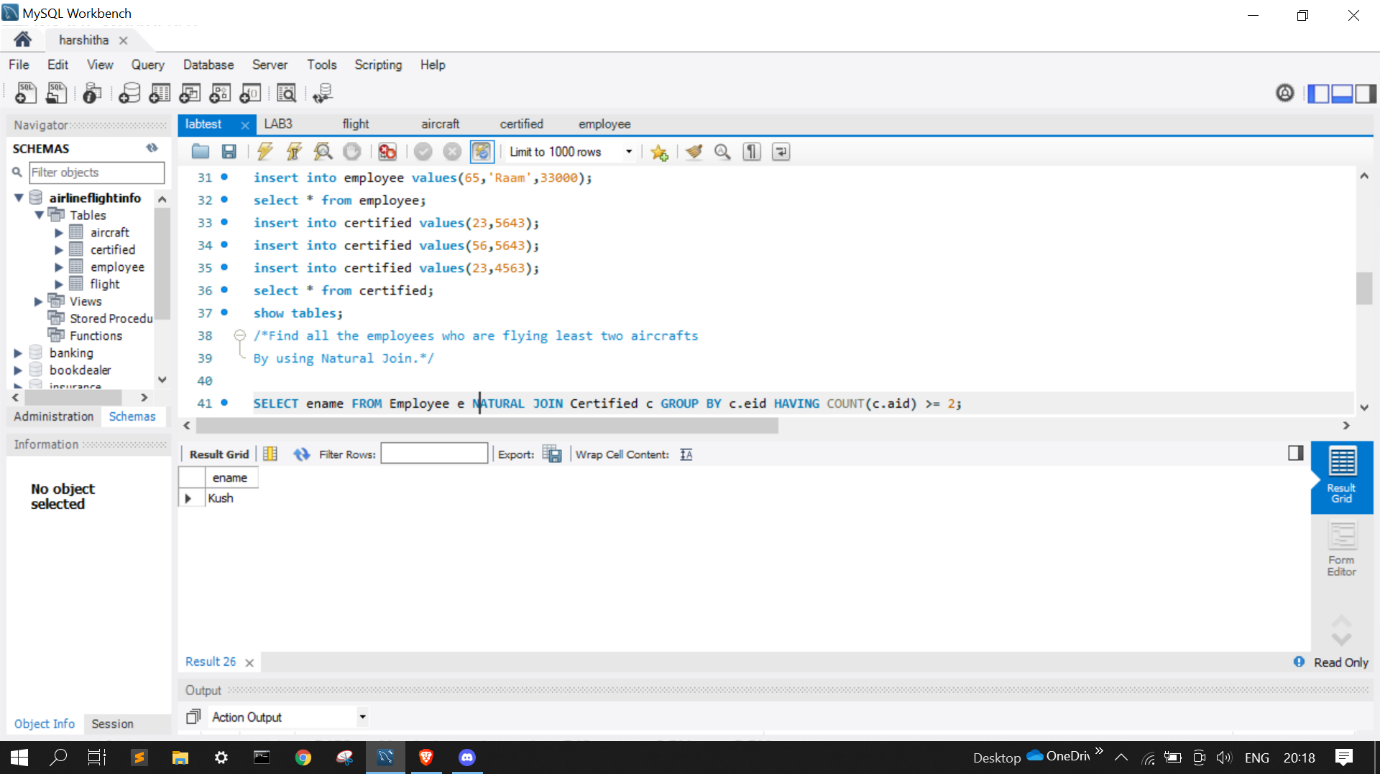 MySQL Workbench
harshitha
File Edit View Query Database Server Tools Scripting Help
Navigator
SCHEMAS
Filter objects
airlineflightinfo
Tables
aircraft
certified
employee
flight
Views
Stored Procedu
Functions
banking
bookdealer
insurance
Administration Schemas
Information
No object
selected
Object Info Session
labtest LAB3 flight aircraft certified employee
Limit to 1000 rows
31 insert into employee values(65,'Raam',33000);
32 select * from employee;
33 insert into certified values(23,5643);
34 insert into certified values(56,5643);
35 insert into certified values(23,4563);
36 select * from certified;
37 show tables;
38 /*Find all the employees who are flying least two aircrafts
39 By using Natural Join.*/
40
41 SELECT ename FROM Employee e NATURAL JOIN Certified c GROUP BY c.eid HAVING COUNT(c.aid) >= 2;
Result Grid Filter Rows: Export: Wrap Cell Content:
ename
Kush
Result
Grid
Form
Editor
Result 26
Read Only
Output
Action Output
Desktop OneDriv ENG 20:18